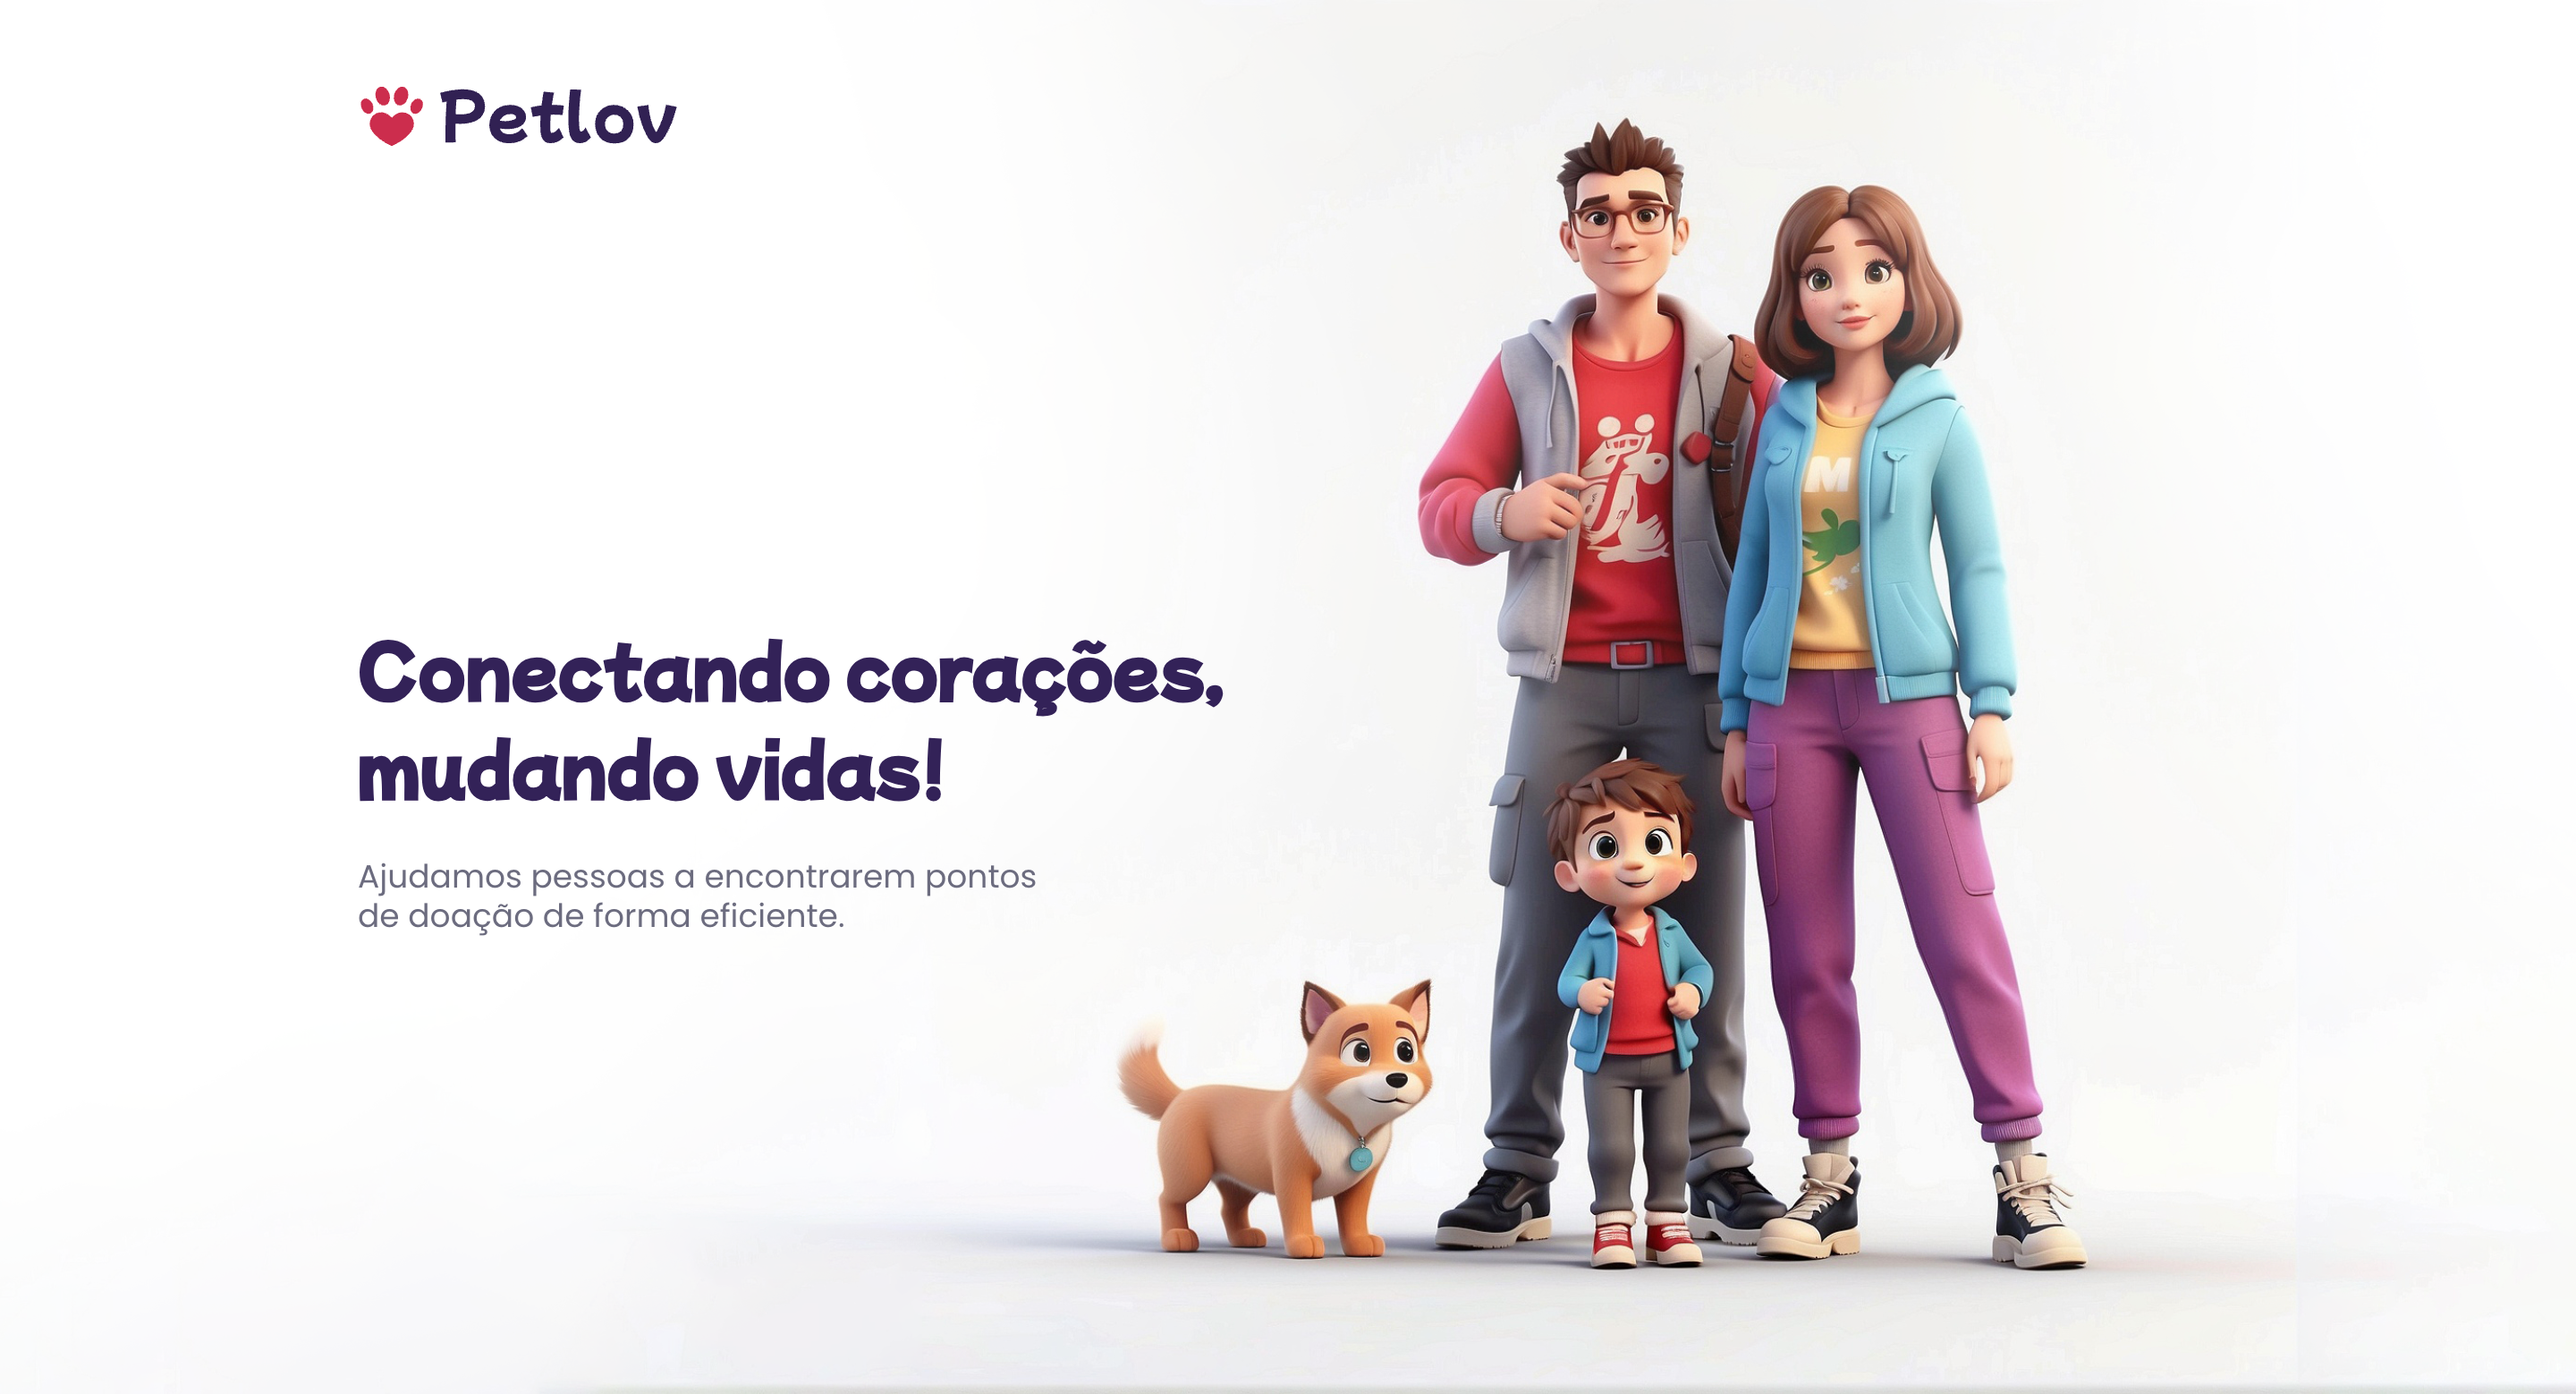 Petlov
Conectando corações,
mudando vidas!
Ajudamos pessoas a encontrarem pontos
de doação de forma eficiente.
M